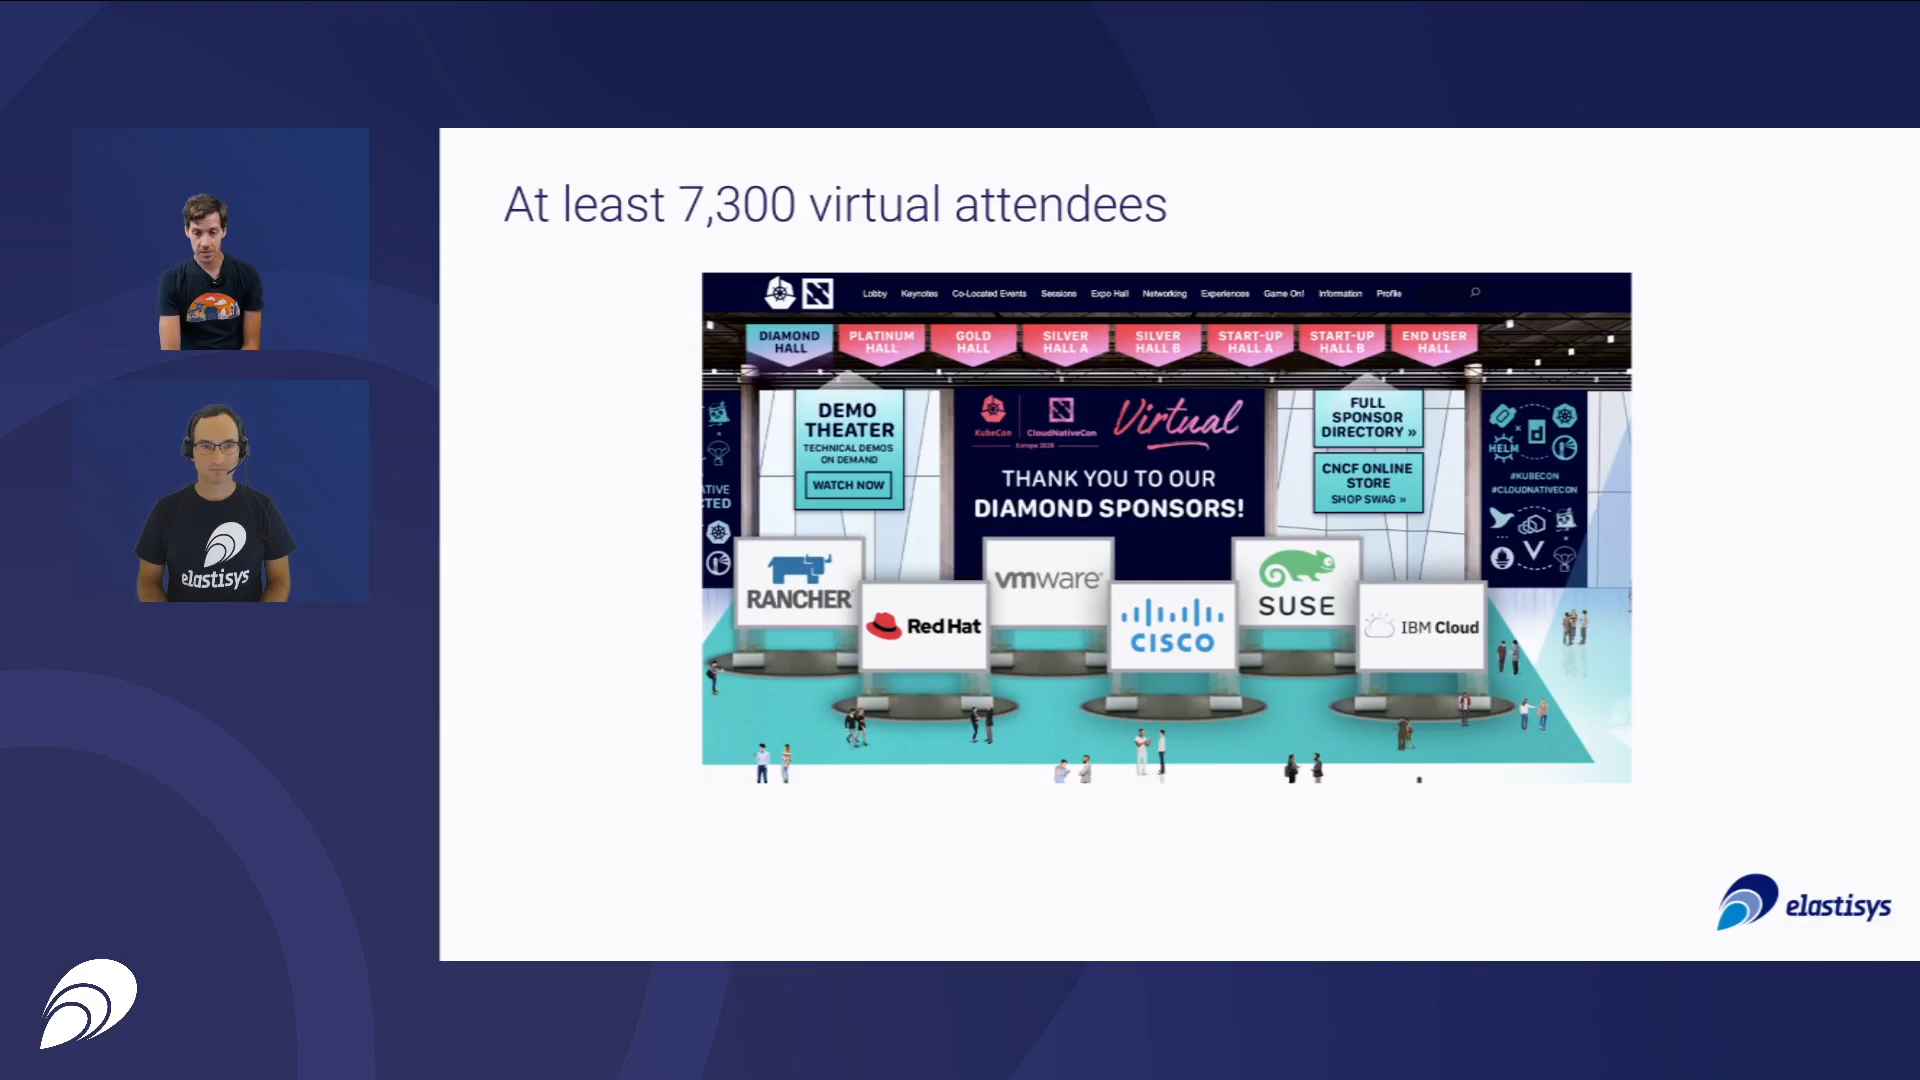 At least 7,300 virtual attendees
Lobby Keynotes Co-Located Events Sessions Expo Hall Networking Experiences Game On! Information Profile
DIAMOND HALL
PLATINUM HALL
GOLD HALL
SILVER HALL A
SILVER HALL B
START-UP HALL A
START-UP HALL B
END USER HALL
DEMO
THEATER
TECHNICAL DEMOS
ON DEMAND
WATCH NOW
KubeCon CloudNativeCon
Europe 2020
Virtual
THANK YOU TO OUR
DIAMOND SPONSORS!
FULL
SPONSOR
DIRECTORY »
CNCF ONLINE
STORE
SHOP SWAG »
HELM
#KUBECON
#CLOUDNATIVECON
RANCHER
Red Hat
vmware
CISCO
SUSE
IBM Cloud
elastisys
elastisys